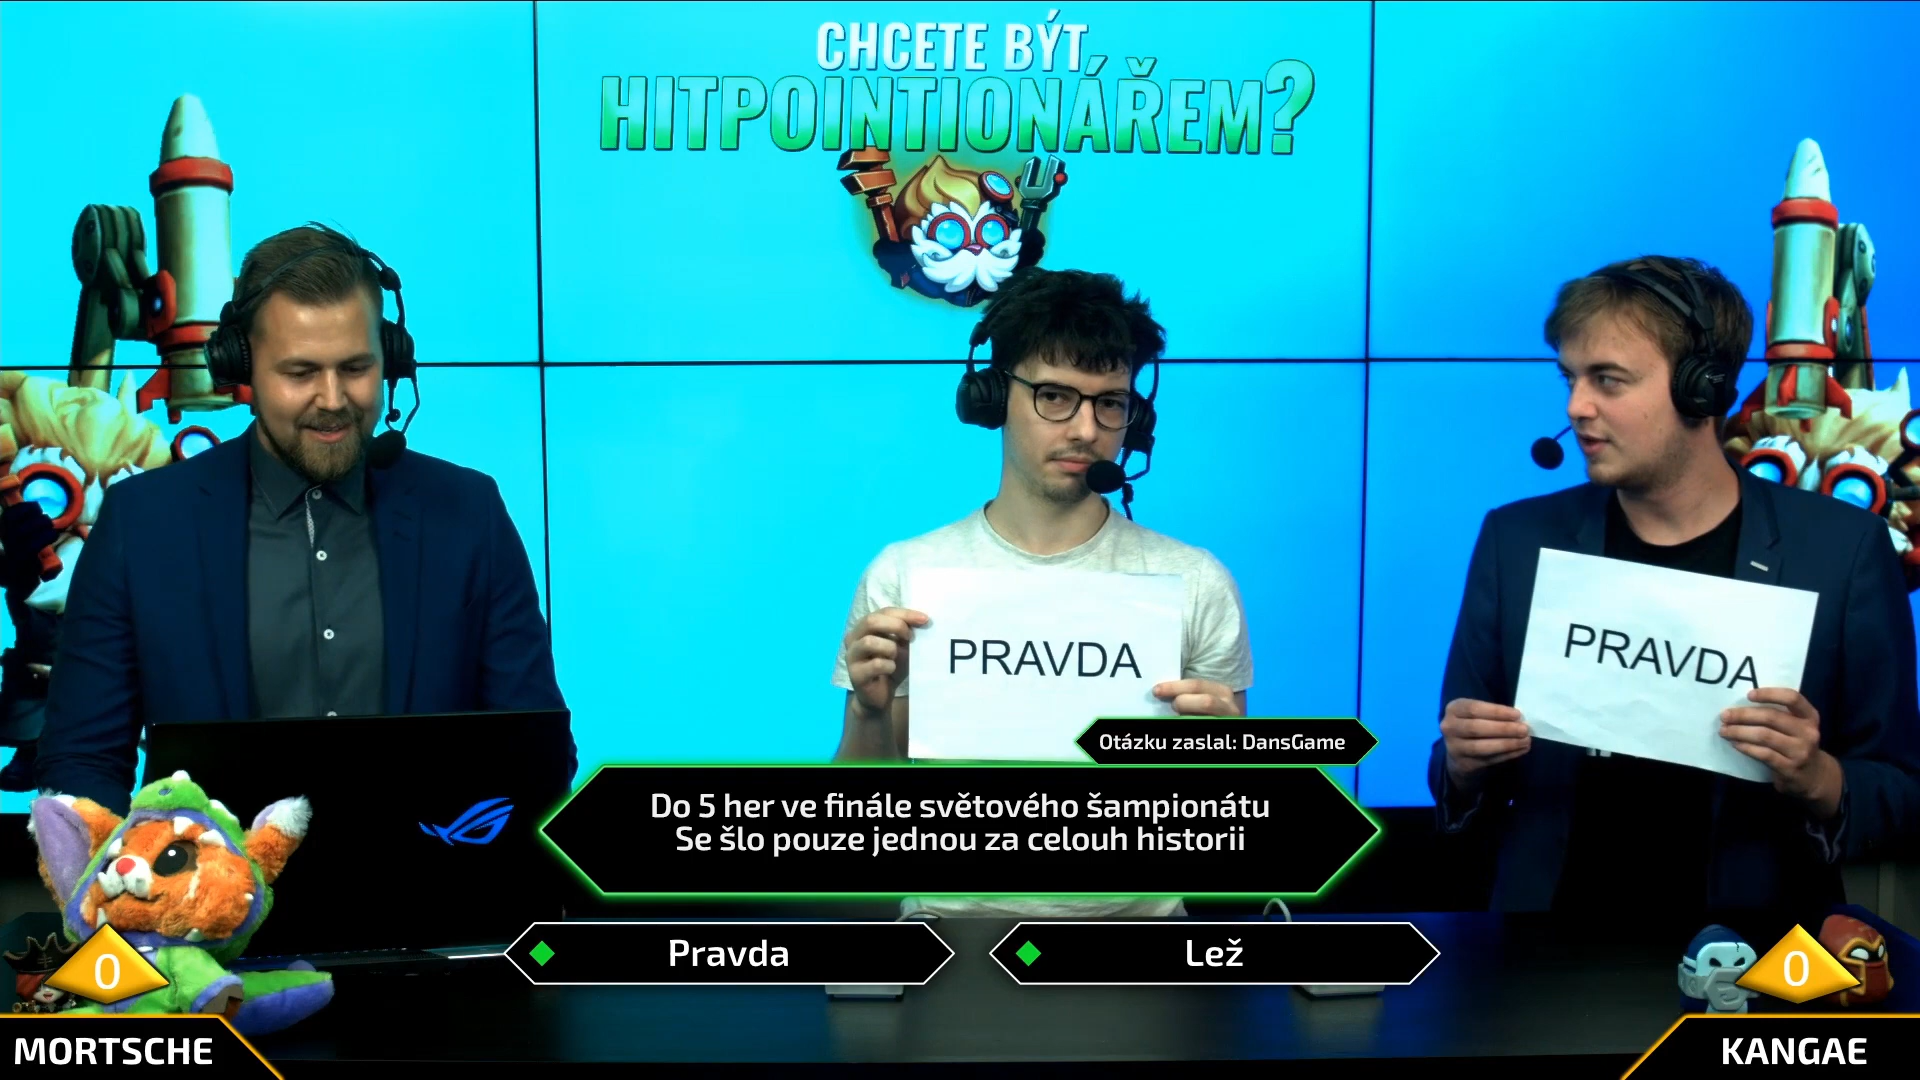 CHCETE BÝT
HITPOINTIONÁŘEM?
PRAVDA
PRAVDA
Otázku zaslal: DansGame
Do 5 her ve finále světového šampionátu
Se šlo pouze jednou za celouh historii
Pravda
Lež
0
0
MORTSCHE
KANGAE